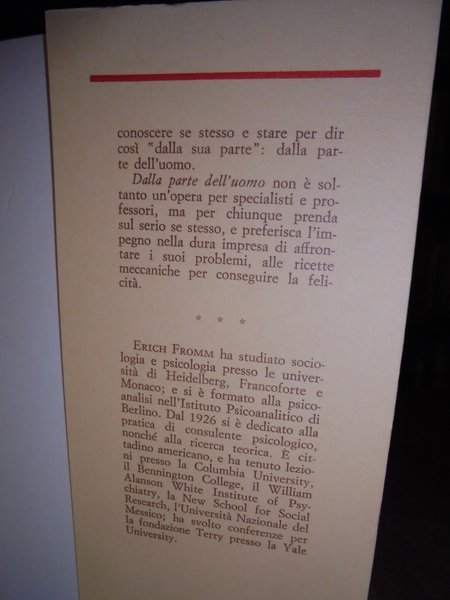 conoscere se stesso e stare per dir
così "dalla sua parte": dalla par-
te dell'uomo.
Dalla parte dell'uomo non è sol-
tanto un'opera per specialisti e pro-
fessori, ma per chiunque prenda
sul serio se stesso, e preferisca l'im-
pegno nella dura impresa di affron-
tare i suoi problemi, alle ricette
meccaniche per conseguire la feli-
cità.
* * *
ERICH FROMM ha studiato socio-
logia e psicologia presso le univer-
sità di Heidelberg, Francoforte e
Monaco; e si è formato alla psico-
analisi nell'Istituto Psicoanalitico di
Berlino. Dal 1926 si è dedicato alla
pratica di consulente psicologico,
nonché alla ricerca teorica. È cit-
tadino americano, e ha tenuto lezio-
ni presso la Columbia University,
il Bennington College, il William
Alanson White Institute of Psy-
chiatry, la New School for Social
Research, l'Università Nazionale del
Messico; ha svolto conferenze per
la fondazione Terry presso la Yale
University.